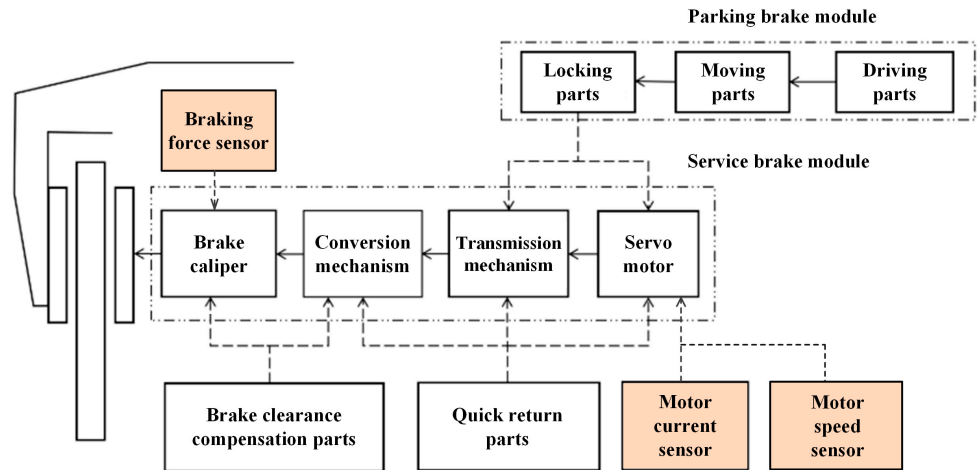 Parking brake module
Locking
parts
Moving
parts
Driving
parts
Braking
force sensor
Service brake module
Brake
caliper
Conversion
mechanism
Transmission
mechanism
Servo
motor
Brake clearance
compensation parts
Quick return
parts
Motor
current
sensor
Motor
speed
sensor